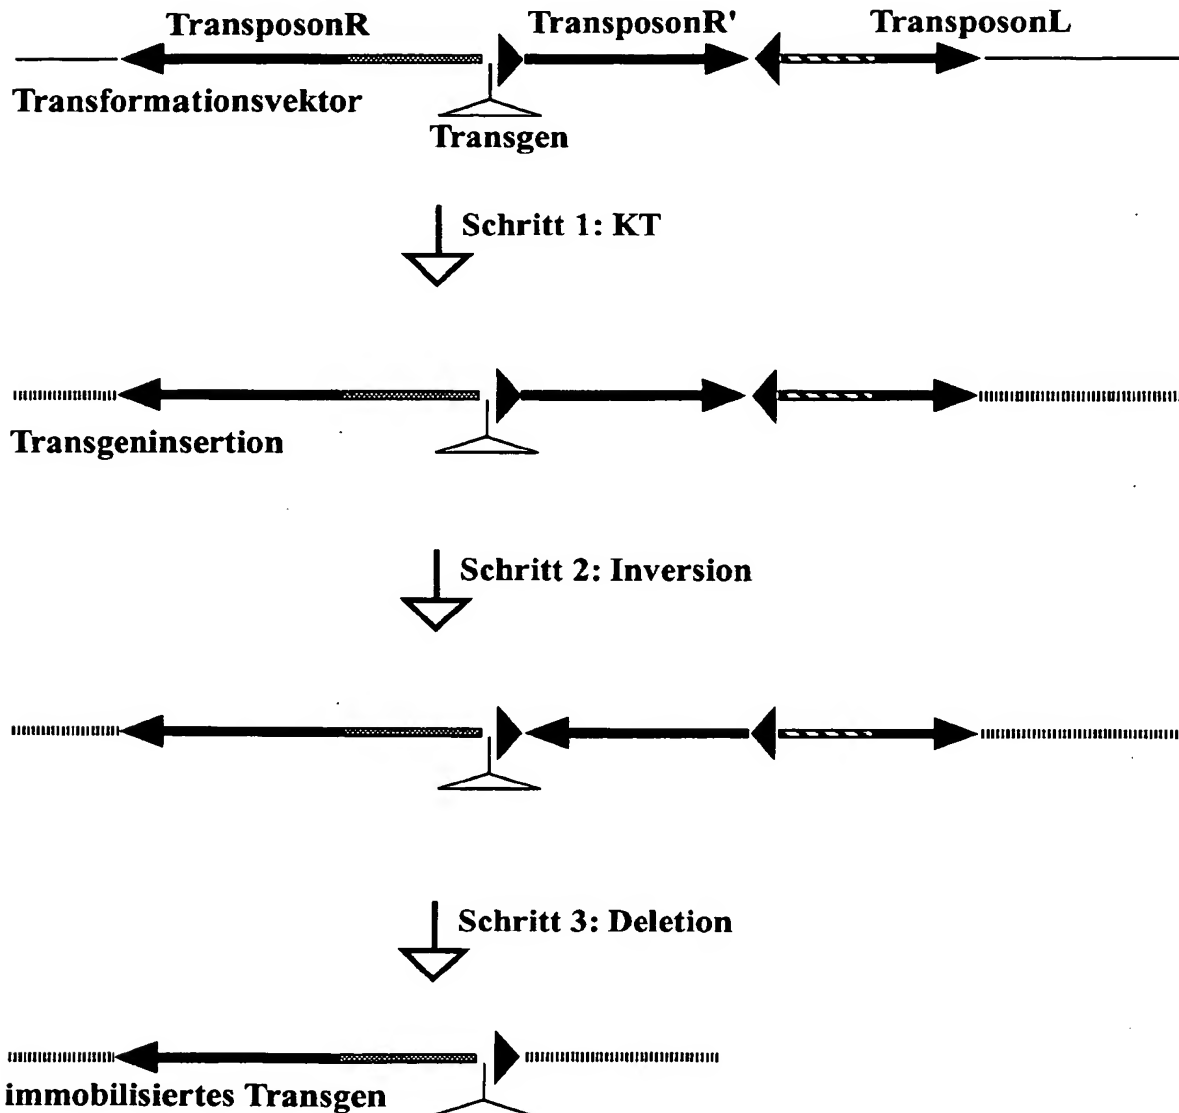 TransposonR TransposonR' TransposonL
Transformationsvektor
Transgen
Schritt 1: KT
Transgeninsertion
Schritt 2: Inversion
Schritt 3: Deletion
immobilisiertes Transgen